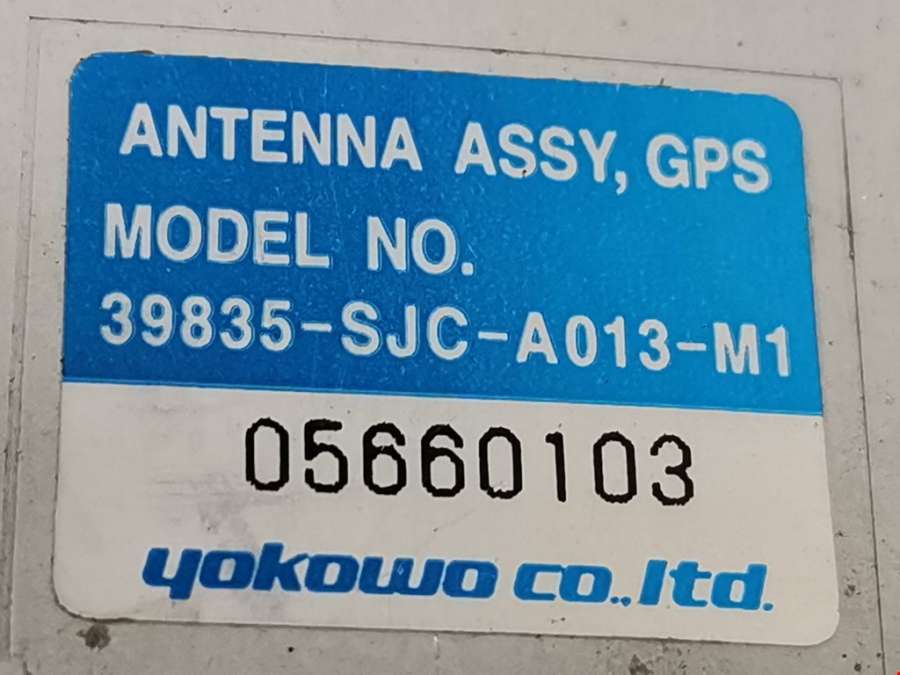 ANTENNA ASSY, GPS
MODEL NO.
39835-SJC-A013-M1
05660103
yokowo co.,ltd.